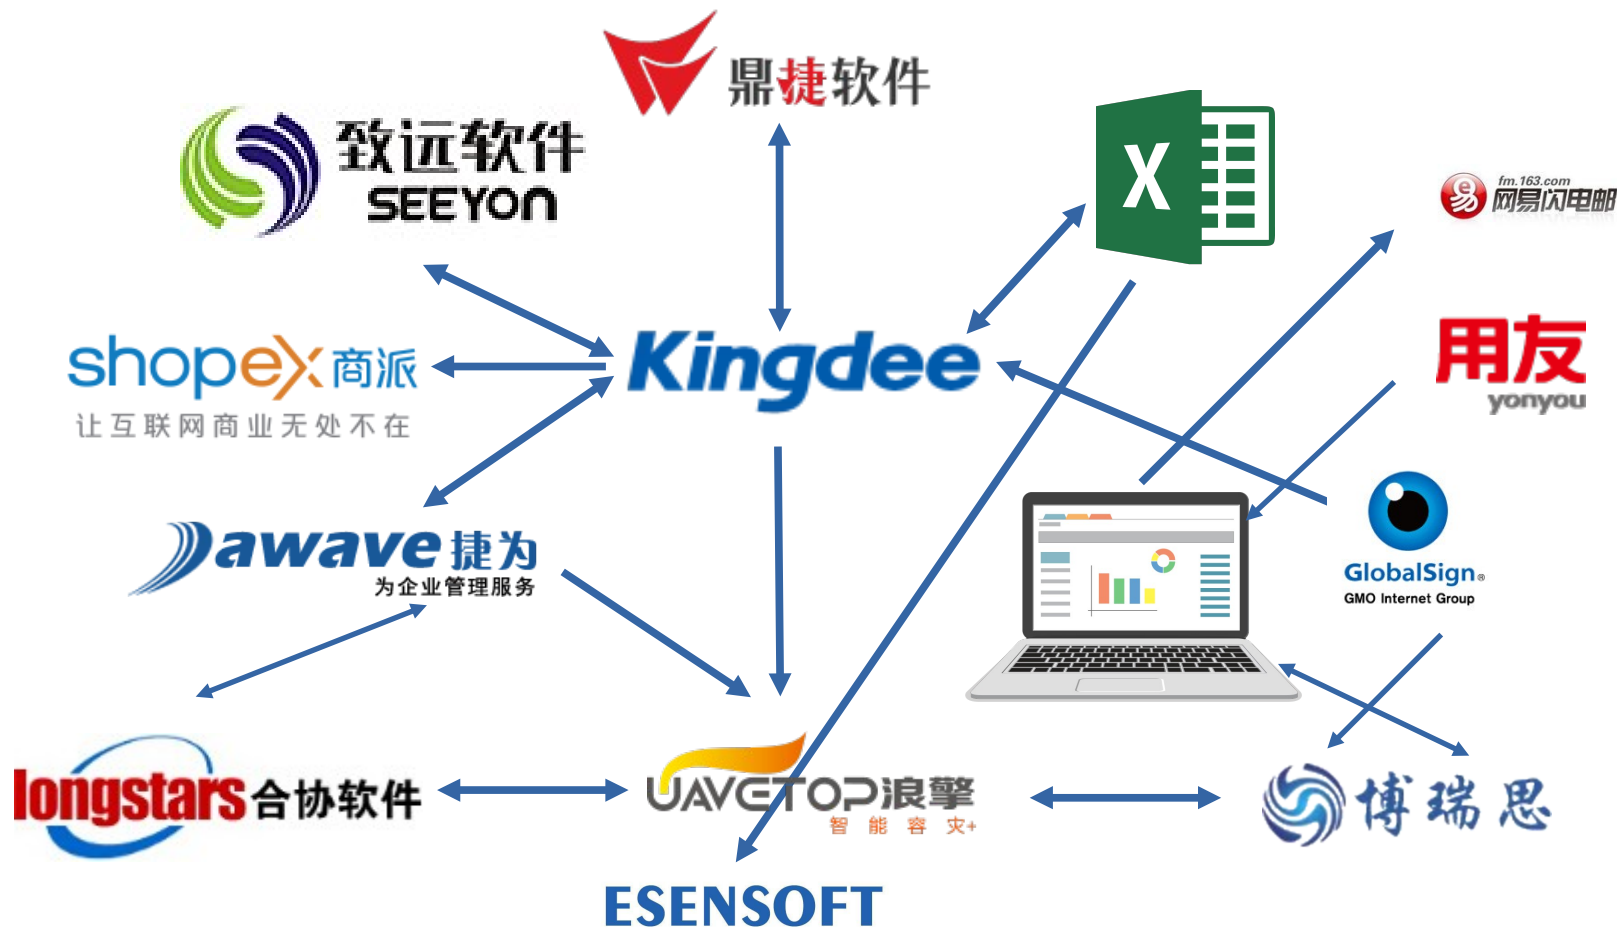 鼎捷软件
致远软件
SEEYON
X
fm.163.com
网易闪电邮
shopex商派
让互联网商业无处不在
Kingdee
用友
yonyou
Dawave捷为
为企业管理服务
GlobalSign®
GMO Internet Group
longstars合协软件
UAVETOP浪擎
智能容灾+
博瑞思
ESENSOFT